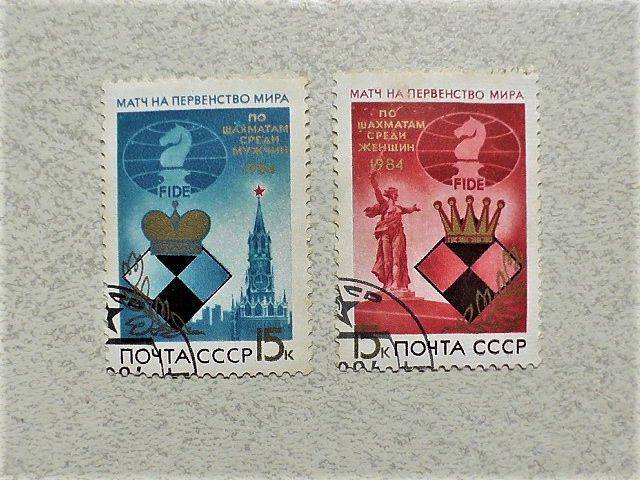 МАТЧ НА ПЕРВЕНСТВО МИРА
ПО
ШАХМАТАМ
СРЕДИ
МУЖЧИН
1984
FIDE
ПОЧТА СССР 15К
МАТЧ НА ПЕРВЕНСТВО МИРА
ПО
ШАХМАТАМ
СРЕДИ
ЖЕНЩИН
1984
FIDE
15К ПОЧТА СССР